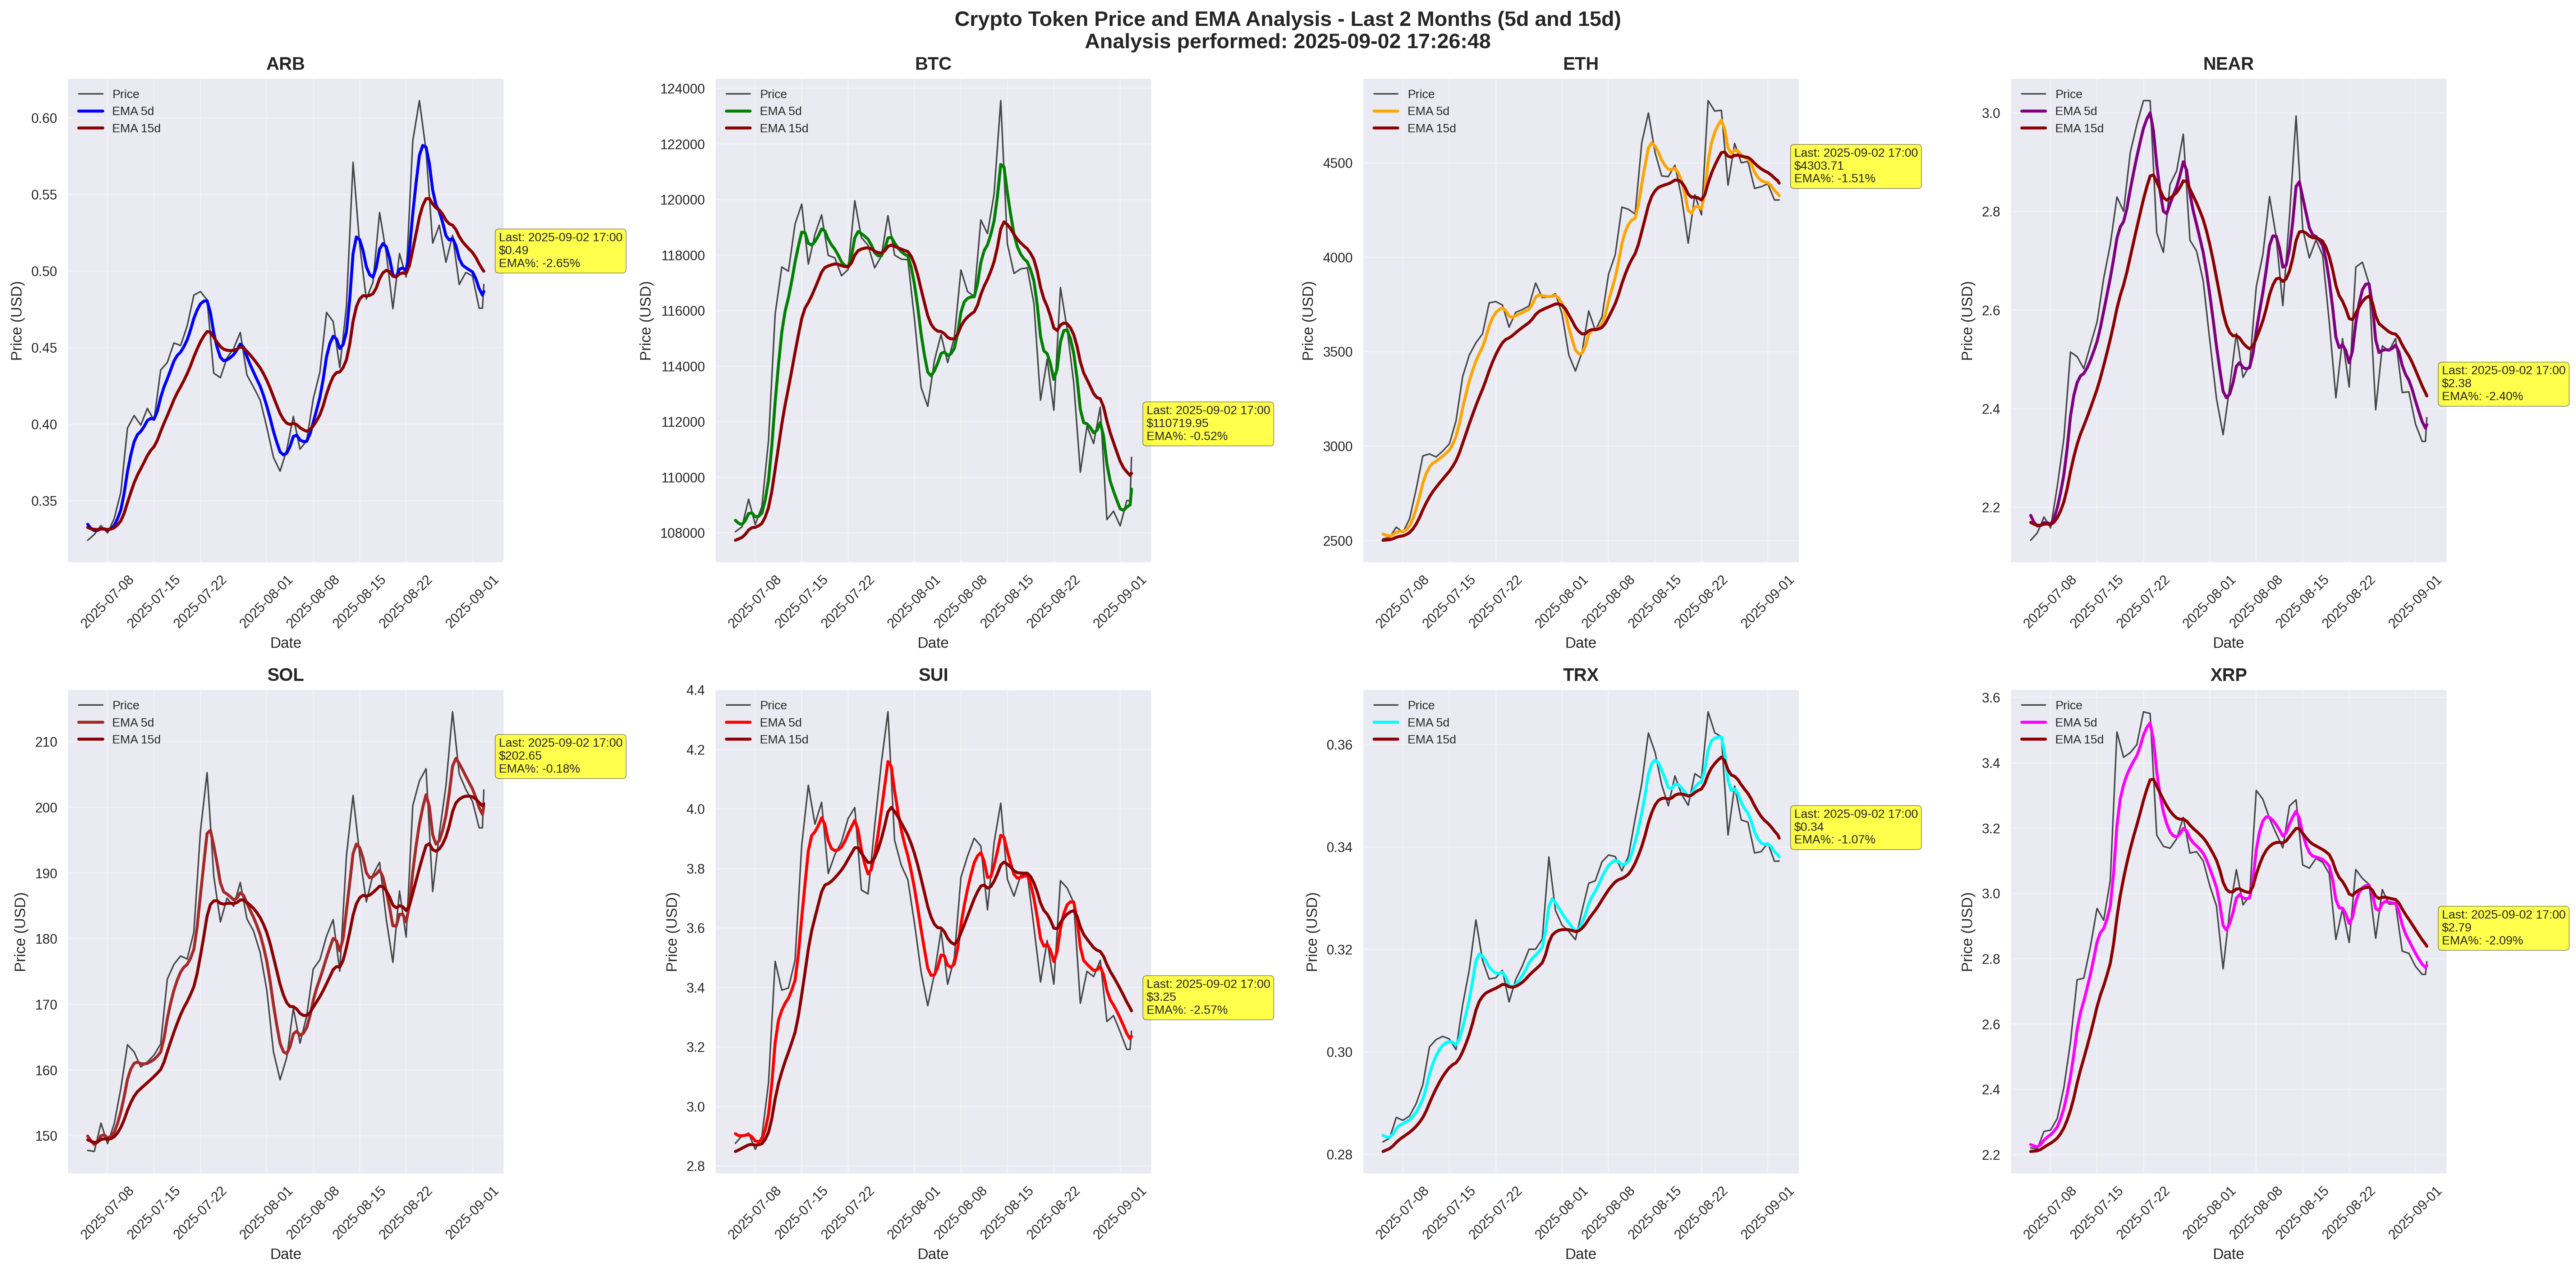 Crypto Token Price and EMA Analysis - Last 2 Months (5d and 15d)
Analysis performed: 2025-09-02 17:26:48
ARB
Price
EMA 5d
EMA 15d
Price (USD)
0.60
0.55
0.50
0.45
0.40
0.35
2025-07-08
2025-07-15
2025-07-22
2025-08-01
2025-08-08
2025-08-15
2025-08-22
2025-09-01
Date
Last: 2025-09-02 17:00
$0.49
EMA%: -2.65%
BTC
Price
EMA 5d
EMA 15d
Price (USD)
124000
122000
120000
118000
116000
114000
112000
110000
108000
2025-07-08
2025-07-15
2025-07-22
2025-08-01
2025-08-08
2025-08-15
2025-08-22
2025-09-01
Date
Last: 2025-09-02 17:00
$110719.95
EMA%: -0.52%
ETH
Price
EMA 5d
EMA 15d
Price (USD)
4500
4000
3500
3000
2500
2025-07-08
2025-07-15
2025-07-22
2025-08-01
2025-08-08
2025-08-15
2025-08-22
2025-09-01
Date
Last: 2025-09-02 17:00
$4303.71
EMA%: -1.51%
NEAR
Price
EMA 5d
EMA 15d
Price (USD)
3.0
2.8
2.6
2.4
2.2
2025-07-08
2025-07-15
2025-07-22
2025-08-01
2025-08-08
2025-08-15
2025-08-22
2025-09-01
Date
Last: 2025-09-02 17:00
$2.38
EMA%: -2.40%
SOL
Price
EMA 5d
EMA 15d
Price (USD)
210
200
190
180
170
160
150
2025-07-08
2025-07-15
2025-07-22
2025-08-01
2025-08-08
2025-08-15
2025-08-22
2025-09-01
Date
Last: 2025-09-02 17:00
$202.65
EMA%: -0.18%
SUI
Price
EMA 5d
EMA 15d
Price (USD)
4.4
4.2
4.0
3.8
3.6
3.4
3.2
3.0
2.8
2025-07-08
2025-07-15
2025-07-22
2025-08-01
2025-08-08
2025-08-15
2025-08-22
2025-09-01
Date
Last: 2025-09-02 17:00
$3.25
EMA%: -2.57%
TRX
Price
EMA 5d
EMA 15d
Price (USD)
0.36
0.34
0.32
0.30
0.28
2025-07-08
2025-07-15
2025-07-22
2025-08-01
2025-08-08
2025-08-15
2025-08-22
2025-09-01
Date
Last: 2025-09-02 17:00
$0.34
EMA%: -1.07%
XRP
Price
EMA 5d
EMA 15d
Price (USD)
3.6
3.4
3.2
3.0
2.8
2.6
2.4
2.2
2025-07-08
2025-07-15
2025-07-22
2025-08-01
2025-08-08
2025-08-15
2025-08-22
2025-09-01
Date
Last: 2025-09-02 17:00
$2.79
EMA%: -2.09%